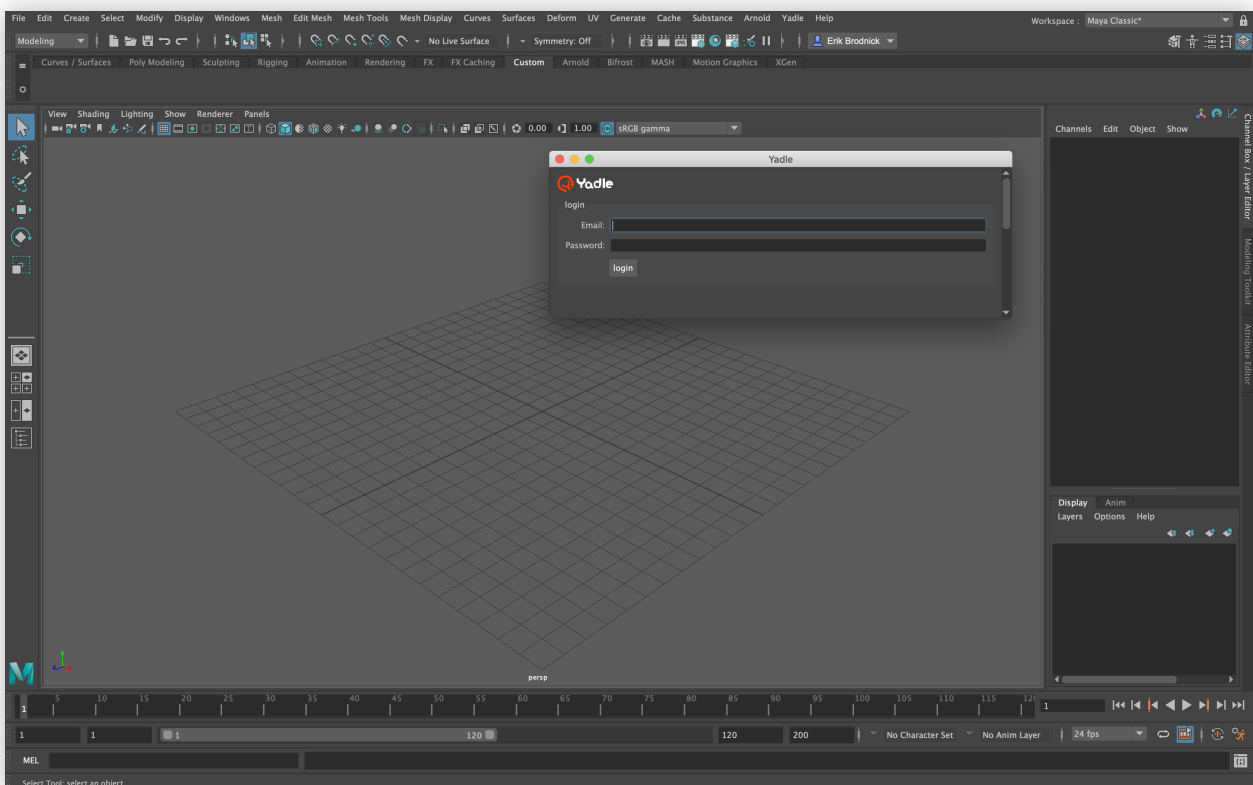 File Edit Create Select Modify Display Windows Mesh Edit Mesh Mesh Tools Mesh Display Curves Surfaces Deform UV Generate Cache Substance Arnold Yadle Help
Workspace : Maya Classic*
Modeling
No Live Surface
Symmetry: Off
Erik Brodnick
Curves / Surfaces Poly Modeling Sculpting Rigging Animation Rendering FX FX Caching Custom Arnold Bifrost MASH Motion Graphics XGen
View Shading Lighting Show Renderer Panels
0.00 1.00 sRGB gamma
Channels Edit Object Show
Channel Box / Layer Editor
Modeling Toolkit
Attribute Editor
Yadle
Yadle
login
Email:
Password:
login
persp
Y
Display Anim
Layers Options Help
5 10 15 20 25 30 35 40 45 50 55 60 65 70 75 80 85 90 95 100 105 110 115 12
1
1
1 1 1 120 120 200 No Character Set No Anim Layer 24 fps
MEL
Select Tool: select an object